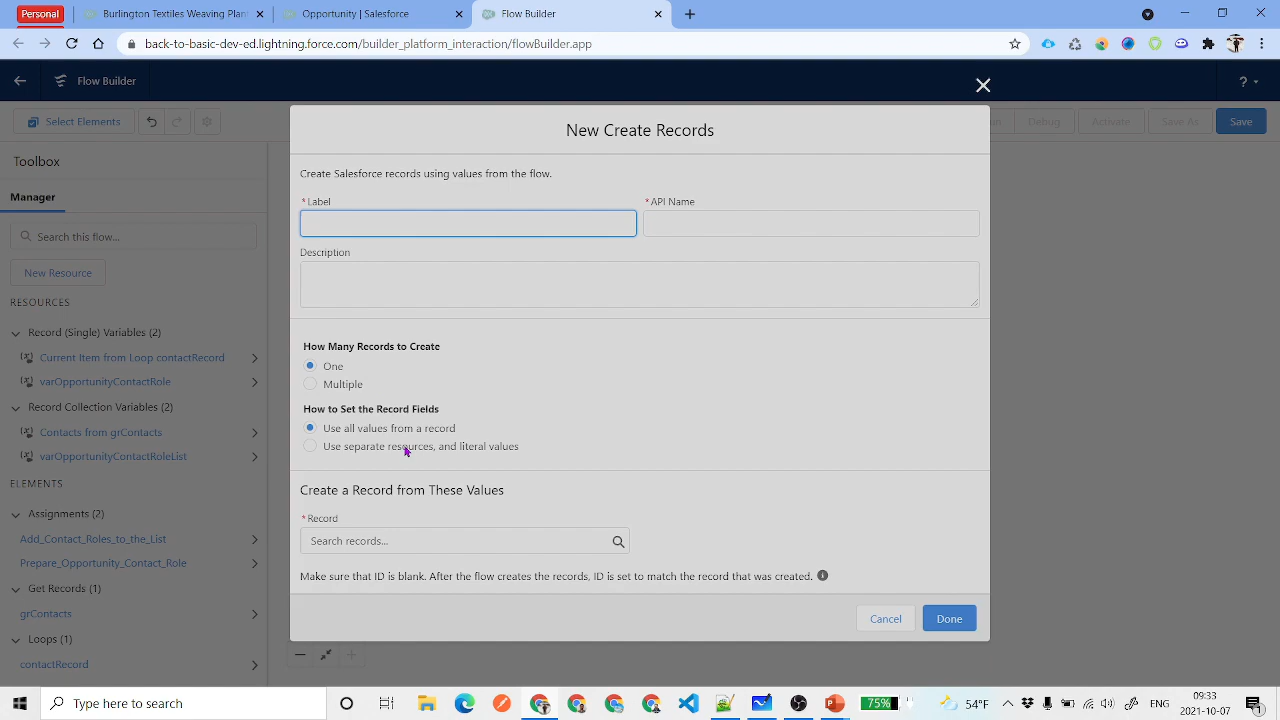 Personal
Burlington Textiles Weaving Plan
Opportunity | Salesforce
Flow Builder
back-to-basic-dev-ed.lightning.force.com/builder_platform_interaction/flowBuilder.app
Flow Builder
?
Select Elements
Debug
Activate
Save As
Save
Toolbox
Manager
Search this flow...
New Resource
RESOURCES
Record (Single) Variables (2)
Current Item from Loop contactRecord
varOpportunityContactRole
Record Collection Variables (2)
Contacts from grContacts
varOpportunityContactRoleList
ELEMENTS
Assignments (2)
Add_Contact_Roles_to_the_List
Prepare_Opportunity_Contact_Role
Get Records (1)
grContacts
Loops (1)
contactRecord
New Create Records
Create Salesforce records using values from the flow.
* Label
* API Name
Description
How Many Records to Create
One
Multiple
How to Set the Record Fields
Use all values from a record
Use separate resources, and literal values
Create a Record from These Values
* Record
Search records...
Make sure that ID is blank. After the flow creates the records, ID is set to match the record that was created.
Cancel
Done
Type here to search
75%
54°F
ENG
09:33
2021-10-07